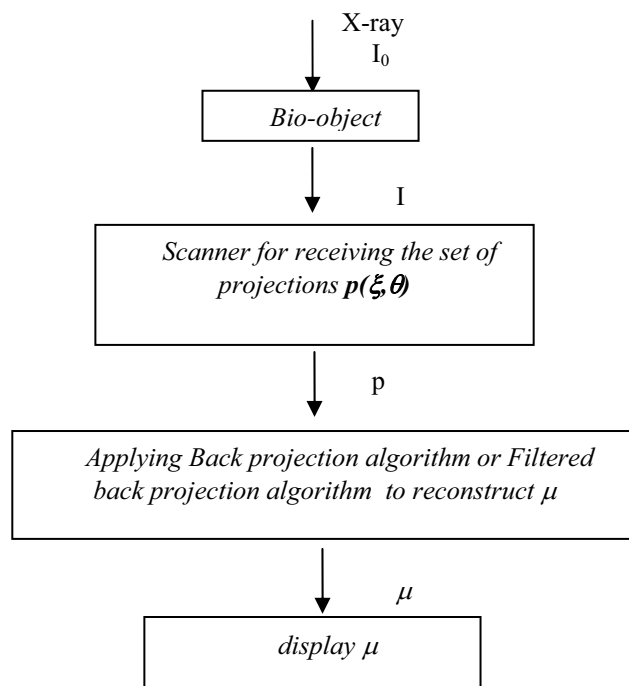 X-ray
I₀
Bio-object
I
Scanner for receiving the set of
projections p(ξ,θ)
p
Applying Back projection algorithm or Filtered
back projection algorithm to reconstruct μ
μ
display μ